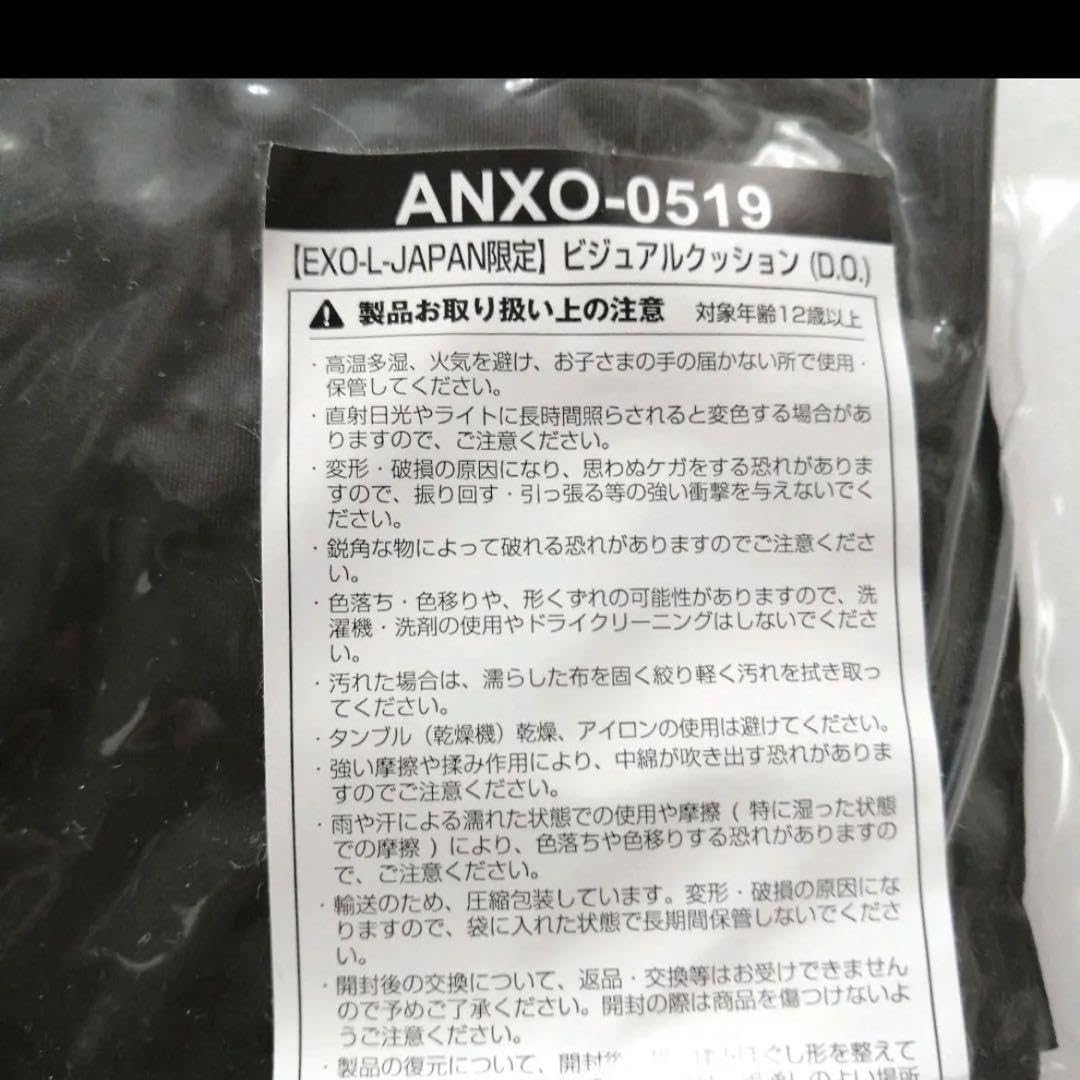 ANXO-0519
【EXO-L-JAPAN限定】ビジュアルクッション (D.O.)
製品お取り扱い上の注意 対象年齢12歳以上
・高温多湿、火気を避け、お子さまの手の届かない所で使用・
保管してください。
・直射日光やライトに長時間照らされると変色する場合があ
りますので、ご注意ください。
・変形・破損の原因になり、思わぬケガをする恐れがありま
すので、振り回す・引っ張る等の強い衝撃を与えないでく
ださい。
・鋭角な物によって破れる恐れがありますのでご注意くださ
い。
・色落ち・色移りや、形くずれの可能性がありますので、洗
濯機・洗剤の使用やドライクリーニングはしないでくださ
い。
・汚れた場合は、濡らした布を固く絞り軽く汚れを拭き取っ
てください。
・タンブル（乾燥機）乾燥、アイロンの使用は避けてください。
・強い摩擦や揉み作用により、中綿が吹き出す恐れがありま
すのでご注意ください。
・雨や汗による濡れた状態での使用や摩擦 ( 特に湿った状態
での摩擦 ) により、色落ちや色移りする恐れがありますの
で、ご注意ください。
・輸送のため、圧縮包装しています。変形・破損の原因にな
りますので、袋に入れた状態で長期間保管しないでくださ
い。
・開封後の交換について、返品・交換等はお受けできません
ので予めご了承ください。開封の際は商品を傷つけないよ
うご注意ください。
・製品の復元について、開封後 ぐし形を整えて
のよい場所